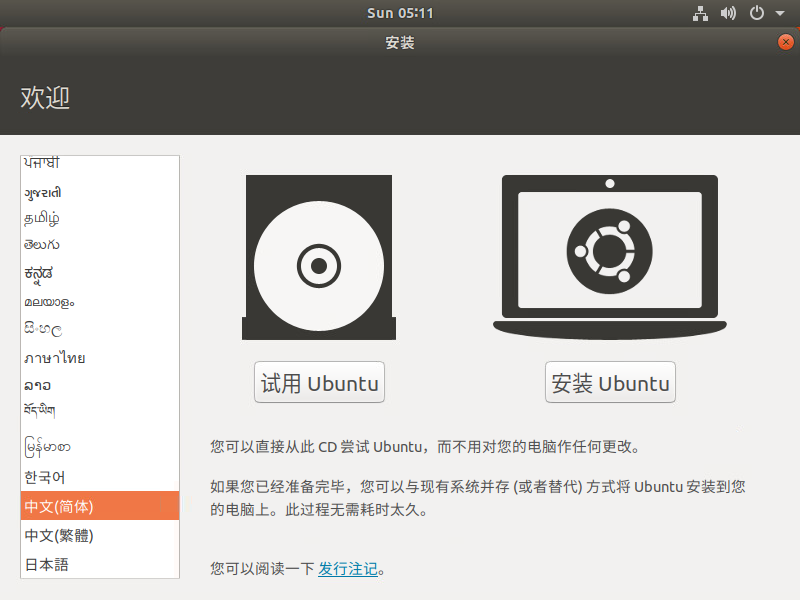 Sun 05:11
安装
欢迎
ਪੰਜਾਬੀ
ગુજરાતી
தமிழ்
తెలుగు
ಕನ್ನಡ
മലയാളം
සිංහල
ภาษาไทย
ລາວ
བོད་ཡིག
မြန်မာစာ
한국어
中文(简体)
中文(繁體)
日本語
试用 Ubuntu
安装 Ubuntu
您可以直接从此 CD 尝试 Ubuntu，而不用对您的电脑作任何更改。
如果您已经准备完毕，您可以与现有系统并存 (或者替代) 方式将 Ubuntu 安装到您
的电脑上。此过程无需耗时太久。
您可以阅读一下 发行注记。